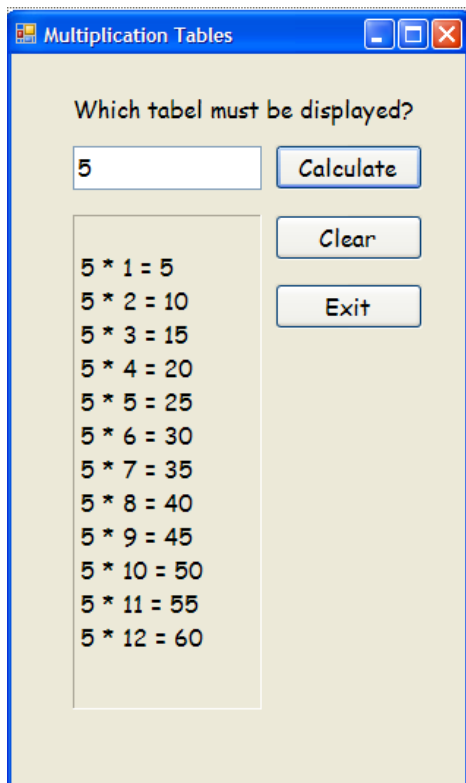 Multiplication Tables
Which tabel must be displayed?
5
Calculate
Clear
Exit
5 * 1 = 5
5 * 2 = 10
5 * 3 = 15
5 * 4 = 20
5 * 5 = 25
5 * 6 = 30
5 * 7 = 35
5 * 8 = 40
5 * 9 = 45
5 * 10 = 50
5 * 11 = 55
5 * 12 = 60